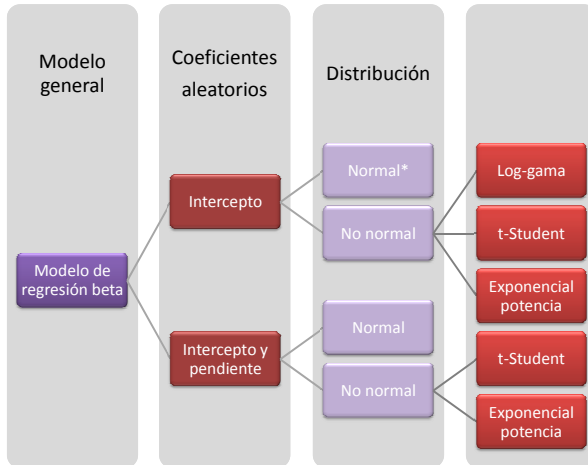 Modelo
general
Coeficientes
aleatorios
Distribución
Modelo de
regresión beta
Intercepto
Intercepto y
pendiente
Normal*
No normal
Normal
No normal
Log-gama
t-Student
Exponencial
potencia
t-Student
Exponencial
potencia